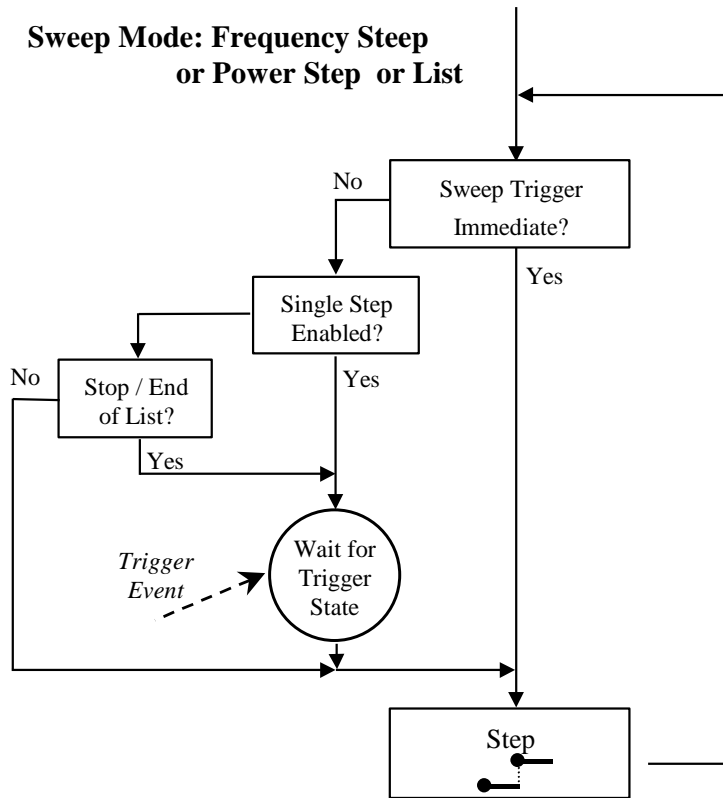 Sweep Mode: Frequency Steep
or Power Step or List
No
Sweep Trigger
Immediate?
Yes
Single Step
Enabled?
No
Stop / End
of List?
Yes
Yes
Wait for
Trigger
State
Trigger
Event
Step